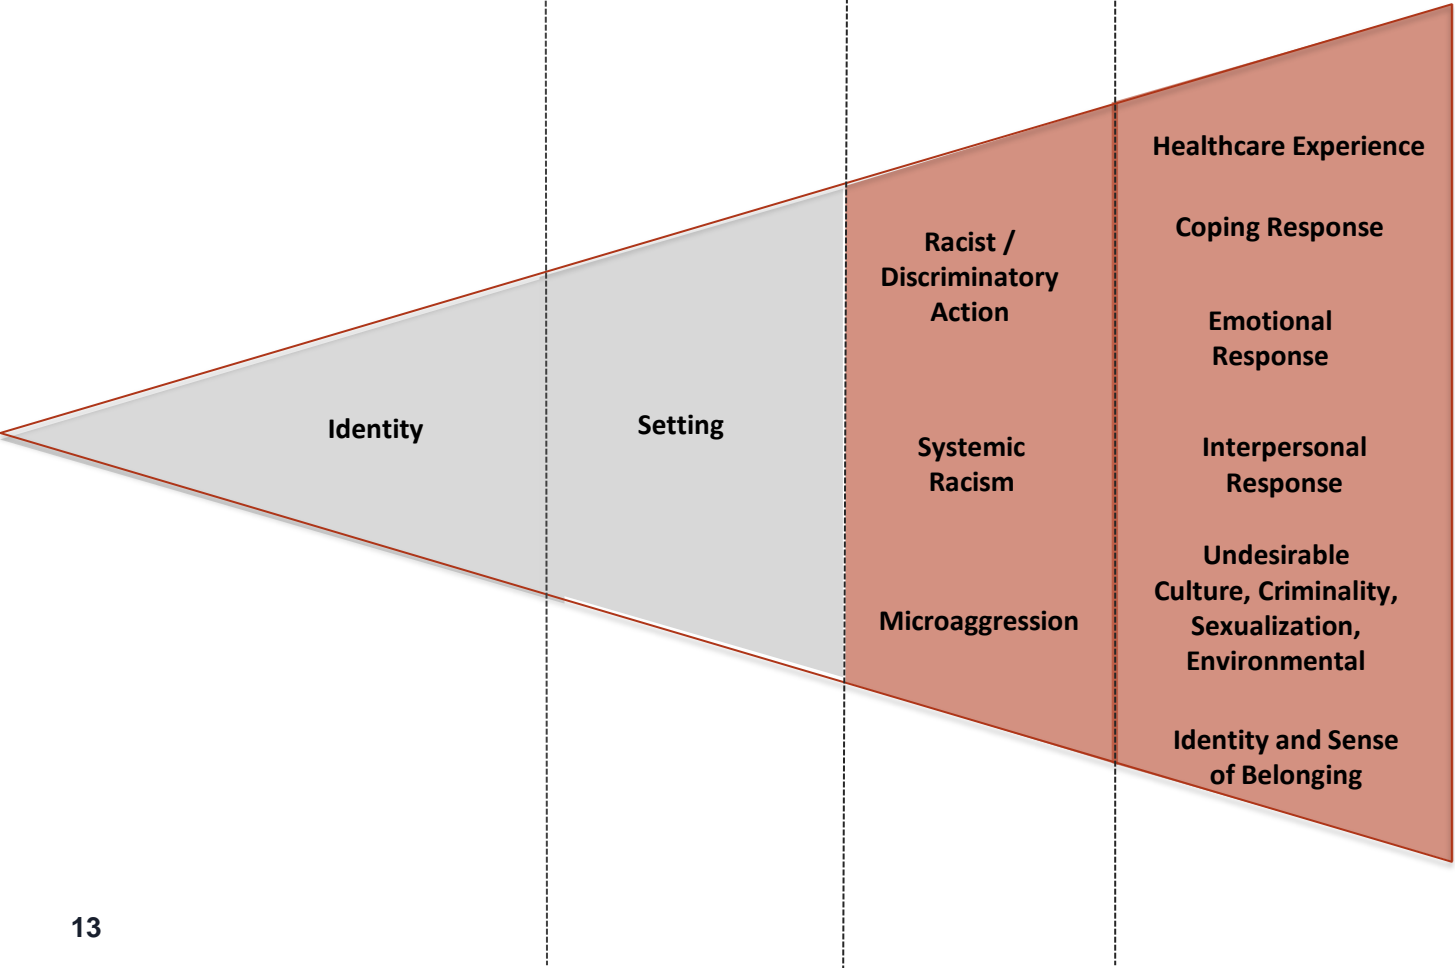 Identity
Setting
Racist /
Discriminatory
Action
Systemic
Racism
Microaggression
Healthcare Experience
Coping Response
Emotional
Response
Interpersonal
Response
Undesirable
Culture, Criminality,
Sexualization,
Environmental
Identity and Sense
of Belonging
13